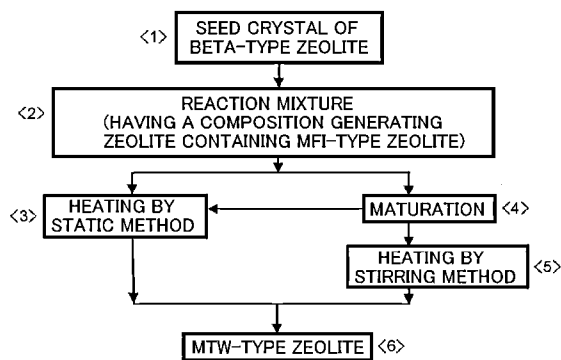 <1>
SEED CRYSTAL OF
BETA-TYPE ZEOLITE
<2>
REACTION MIXTURE
(HAVING A COMPOSITION GENERATING
ZEOLITE CONTAINING MFI-TYPE ZEOLITE)
<3>
HEATING BY
STATIC METHOD
MATURATION
<4>
HEATING BY
STIRRING METHOD
<5>
MTW-TYPE ZEOLITE
<6>